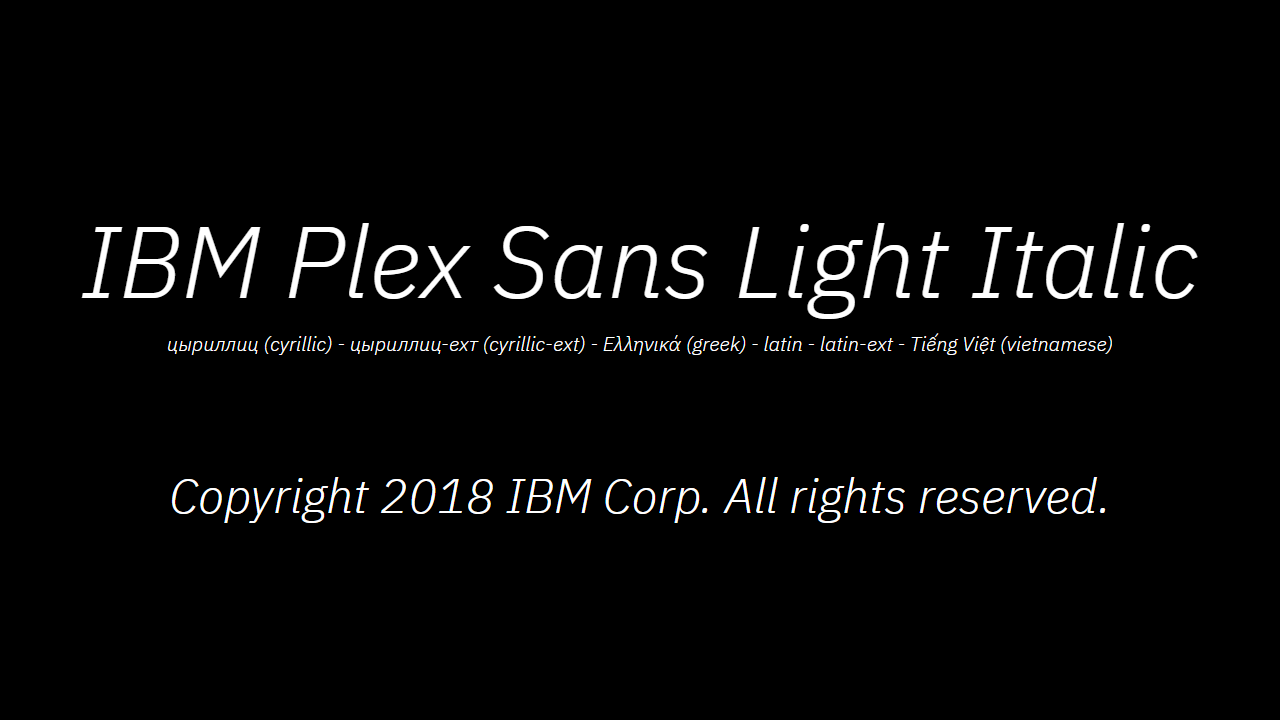 IBM Plex Sans Light Italic
цыриллиц (cyrillic) - цыриллиц-ехт (cyrillic-ext) - Ελληνικά (greek) - latin - latin-ext - Tiếng Việt (vietnamese)
Copyright 2018 IBM Corp. All rights reserved.